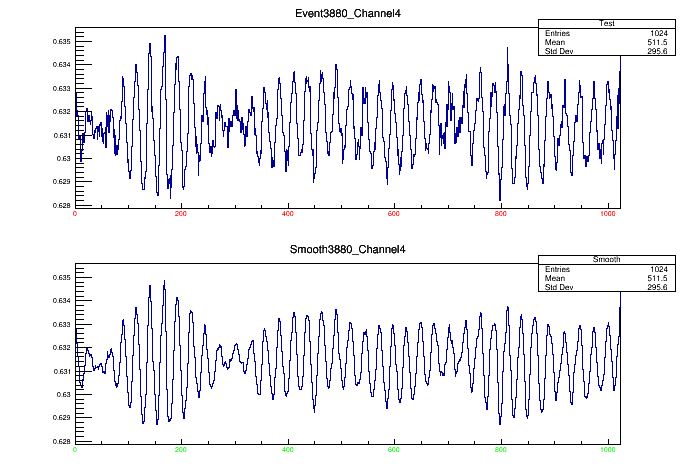 Event3880_Channel4
Test
Entries 1024
Mean 511.5
Std Dev 295.6
0.635
0.634
0.633
0.632
0.631
0.63
0.629
0.628
0 200 400 600 800 1000
Smooth3880_Channel4
Smooth
Entries 1024
Mean 511.5
Std Dev 295.6
0.635
0.634
0.633
0.632
0.631
0.63
0.629
0.628
0 200 400 600 800 1000